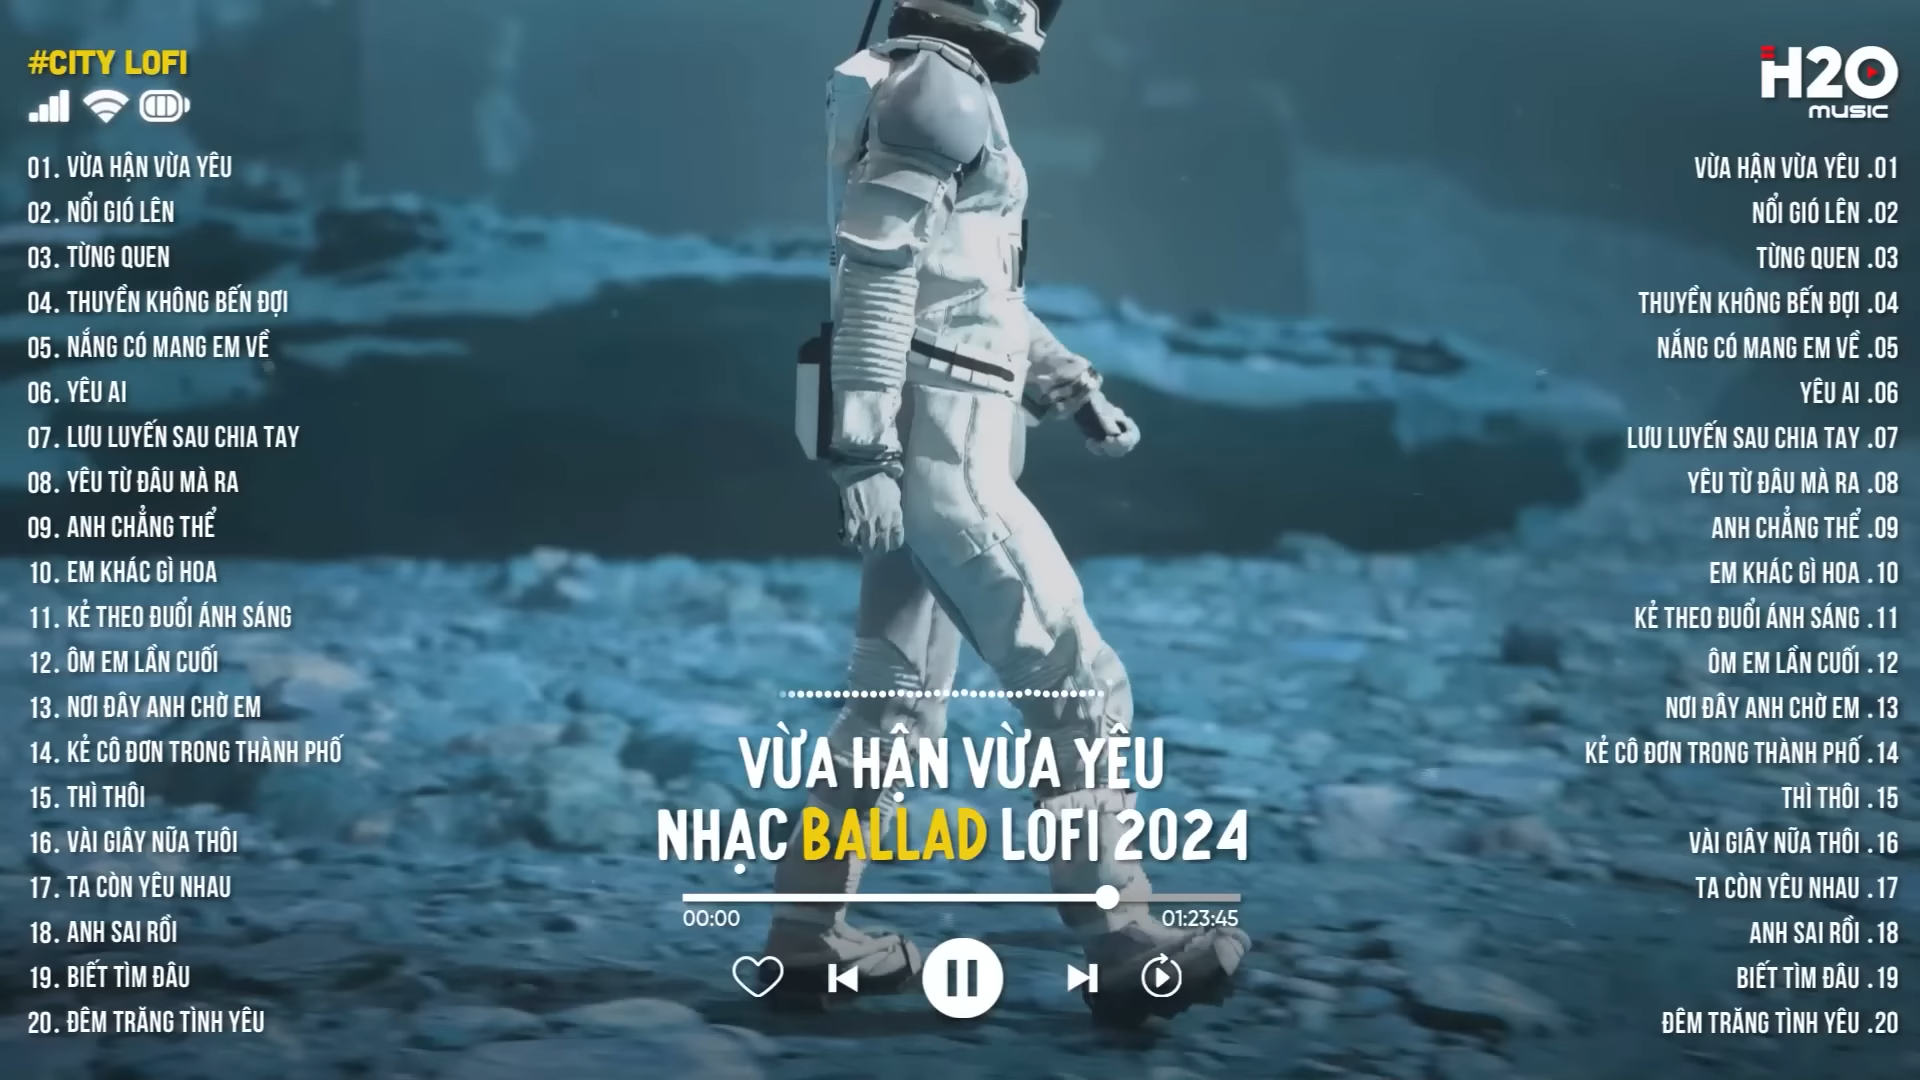 #CITY LOFI
01. VỪA HẬN VỪA YÊU
02. NỔI GIÓ LÊN
03. TỪNG QUEN
04. THUYỀN KHÔNG BẾN ĐỢI
05. NẮNG CÓ MANG EM VỀ
06. YÊU AI
07. LƯU LUYẾN SAU CHIA TAY
08. YÊU TỪ ĐÂU MÀ RA
09. ANH CHẲNG THỂ
10. EM KHÁC GÌ HOA
11. KẺ THEO ĐUỔI ÁNH SÁNG
12. ÔM EM LẦN CUỐI
13. NƠI ĐÂY ANH CHỜ EM
14. KẺ CÔ ĐƠN TRONG THÀNH PHỐ
15. THÌ THÔI
16. VÀI GIÂY NỮA THÔI
17. TA CÒN YÊU NHAU
18. ANH SAI RỒI
19. BIẾT TÌM ĐÂU
20. ĐÊM TRĂNG TÌNH YÊU
VỪA HẬN VỪA YÊU
NHẠC BALLAD LOFI 2024
00:00 01:23:45
H2O
MUSIC
VỪA HẬN VỪA YÊU .01
NỔI GIÓ LÊN .02
TỪNG QUEN .03
THUYỀN KHÔNG BẾN ĐỢI .04
NẮNG CÓ MANG EM VỀ .05
YÊU AI .06
LƯU LUYẾN SAU CHIA TAY .07
YÊU TỪ ĐÂU MÀ RA .08
ANH CHẲNG THỂ .09
EM KHÁC GÌ HOA .10
KẺ THEO ĐUỔI ÁNH SÁNG .11
ÔM EM LẦN CUỐI .12
NƠI ĐÂY ANH CHỜ EM .13
KẺ CÔ ĐƠN TRONG THÀNH PHỐ .14
THÌ THÔI .15
VÀI GIÂY NỮA THÔI .16
TA CÒN YÊU NHAU .17
ANH SAI RỒI .18
BIẾT TÌM ĐÂU .19
ĐÊM TRĂNG TÌNH YÊU .20